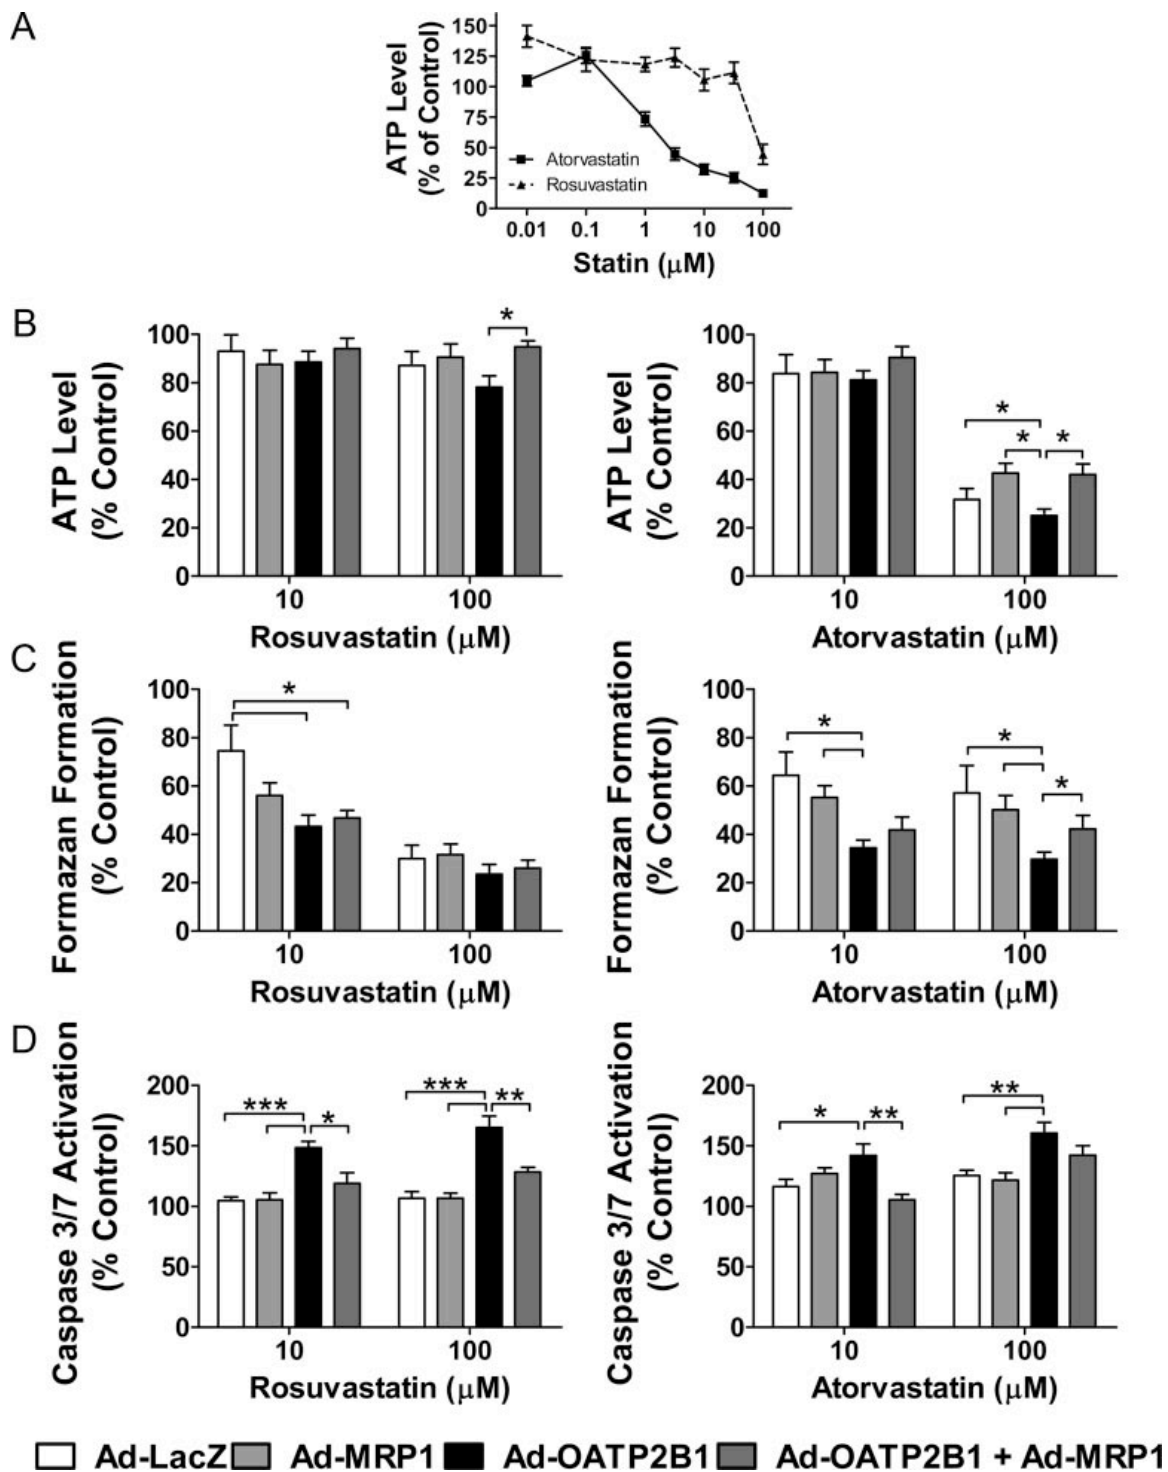 A
ATP Level
(% of Control)
150
125
100
75
50
25
0
Atorvastatin
Rosuvastatin
0.01 0.1 1 10 100
Statin (μM)
B
ATP Level
(% Control)
100
80
60
40
20
0
*
10 100
Rosuvastatin (μM)
ATP Level
(% Control)
100
80
60
40
20
0
*
* *
10 100
Atorvastatin (μM)
C
Formazan Formation
(% Control)
100
80
60
40
20
0
*
10 100
Rosuvastatin (μM)
Formazan Formation
(% Control)
100
80
60
40
20
0
* *
*
10 100
Atorvastatin (μM)
D
Caspase 3/7 Activation
(% Control)
200
150
100
50
0
*** **
*** *
10 100
Rosuvastatin (μM)
Caspase 3/7 Activation
(% Control)
200
150
100
50
0
**
* **
10 100
Atorvastatin (μM)
Ad-LacZ Ad-MRP1 Ad-OATP2B1 Ad-OATP2B1 + Ad-MRP1